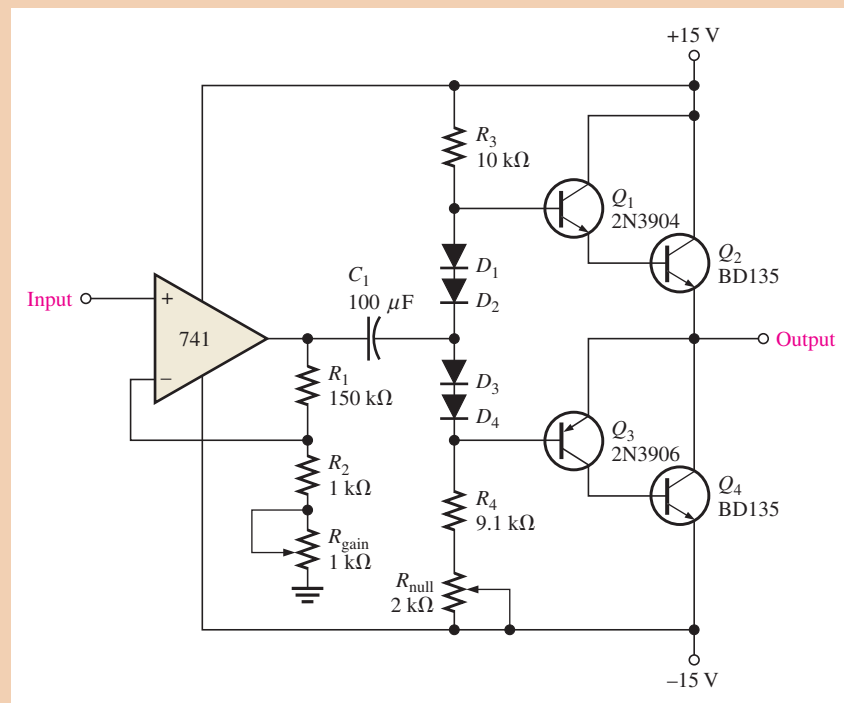 +15 V
R3
10 kΩ
Q1
2N3904
Q2
BD135
D1
D2
C1
100 μF
Input
+
741
−
Output
R1
150 kΩ
D3
D4
Q3
2N3906
R2
1 kΩ
Q4
BD135
R4
9.1 kΩ
Rgain
1 kΩ
Rnull
2 kΩ
−15 V